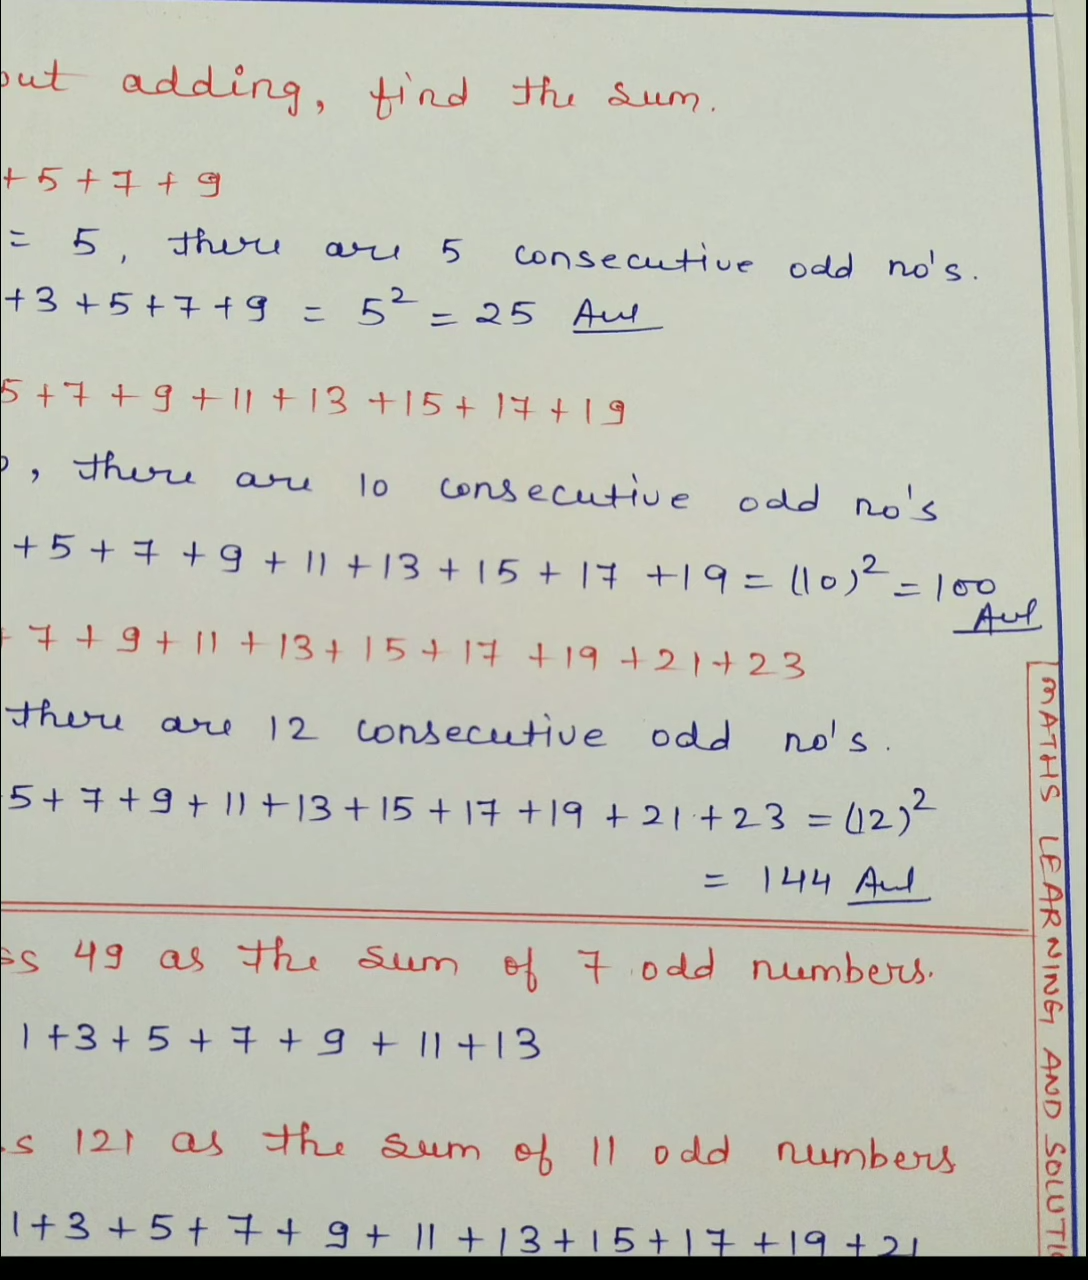 out adding, find the sum.
+5+7+9
= 5, there are 5 consecutive odd no's.
+3+5+7+9 = 5² = 25 Ans
5+7+9+11+13+15+17+19
, there are 10 consecutive odd no's
+5+7+9+11+13+15+17+19 = (10)² = 100
Ans
+7+9+11+13+15+17+19+21+23
there are 12 consecutive odd no's.
5+7+9+11+13+15+17+19+21+23 = (12)²
= 144 Ans
ss 49 as the sum of 7 odd numbers.
1+3+5+7+9+11+13
s 121 as the sum of 11 odd numbers
1+3+5+7+9+11+13+15+17+19+21
MATHS LEARNING AND SOLUTI